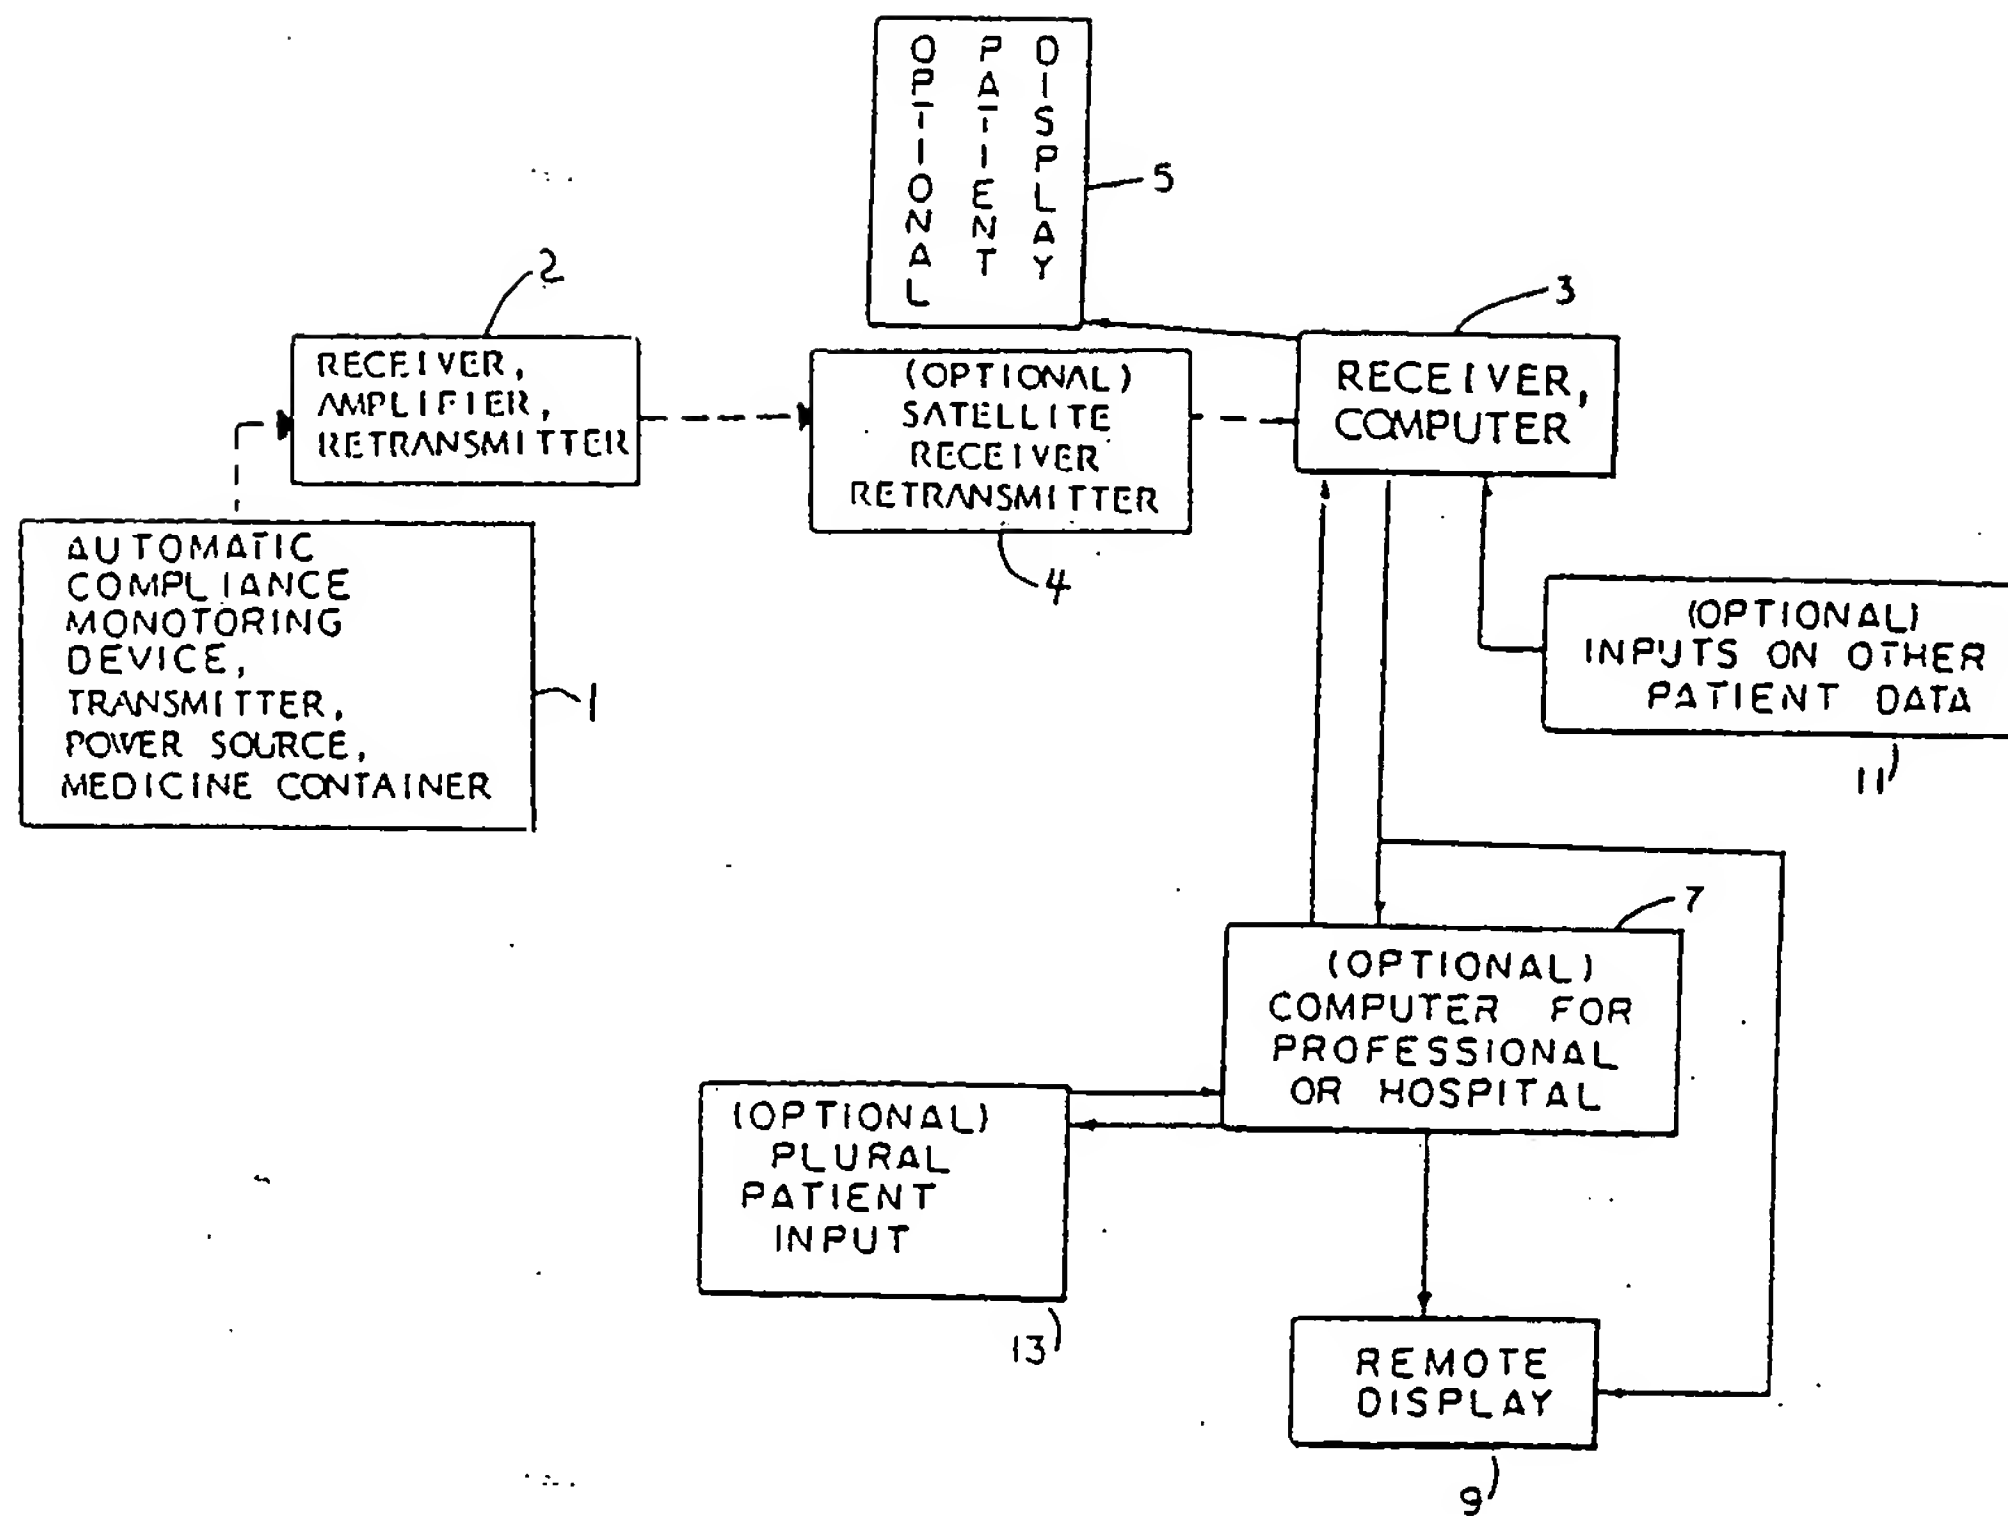 OPTIONAL
PATIENT
DISPLAY
5
2
RECEIVER,
AMPLIFIER,
RETRANSMITTER
(OPTIONAL)
SATELLITE
RECEIVER
RETRANSMITTER
4
3
RECEIVER,
COMPUTER
AUTOMATIC
COMPLIANCE
MONOTORING
DEVICE,
TRANSMITTER,
POWER SOURCE,
MEDICINE CONTAINER
1
(OPTIONAL)
INPUTS ON OTHER
PATIENT DATA
11
7
(OPTIONAL)
COMPUTER FOR
PROFESSIONAL
OR HOSPITAL
(OPTIONAL)
PLURAL
PATIENT
INPUT
13
REMOTE
DISPLAY
9